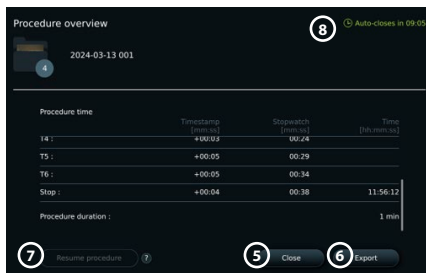 Procedure overview
8
Auto-closes in 09:05
4
2024-03-13 001
Procedure time
Timestamp [mm:ss] Stopwatch [mm:ss] Time [hh:mm:ss]
T4 : +00:03 00:24
T5 : +00:05 00:29
T6 : +00:05 00:34
Stop : +00:04 00:38 11:56:12
Procedure duration : 1 min
7 Resume procedure ? 5 Close 6 Export